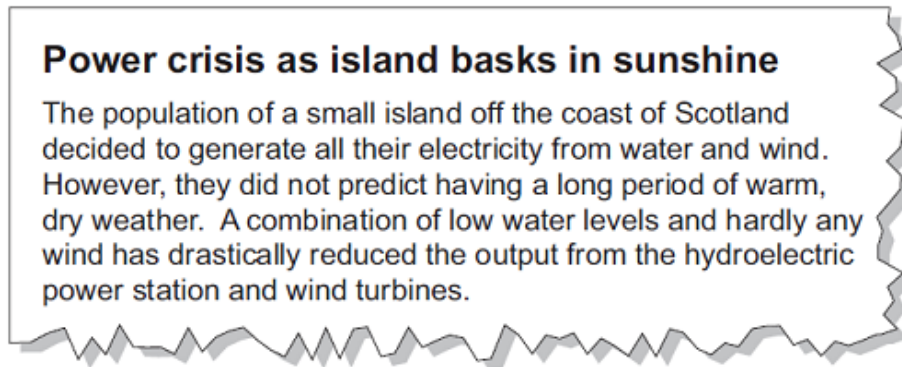 Power crisis as island basks in sunshine
The population of a small island off the coast of Scotland
decided to generate all their electricity from water and wind.
However, they did not predict having a long period of warm,
dry weather. A combination of low water levels and hardly any
wind has drastically reduced the output from the hydroelectric
power station and wind turbines.